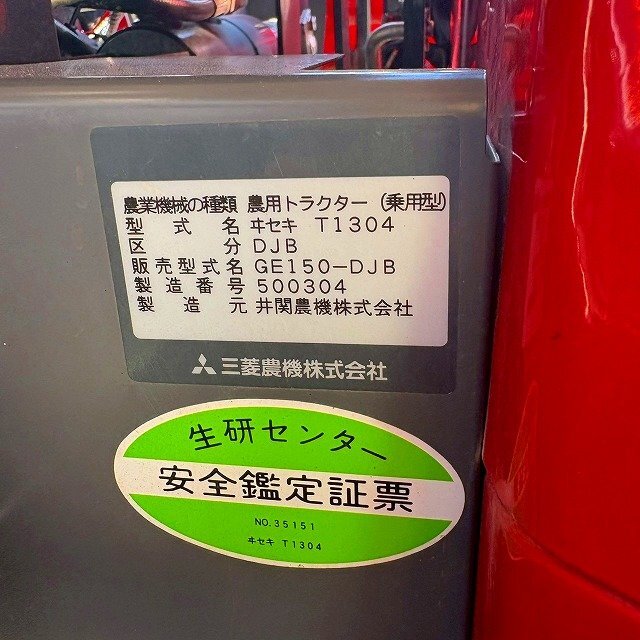 農業機械の種類 農用トラクター（乗用型）
型式名 ヰセキ T1304
区分 DJB
販売型式名 GE150-DJB
製造番号 500304
製造元 井関農機株式会社
三菱農機株式会社
生研センター
安全鑑定証票
NO.35151
ヰセキ T1304